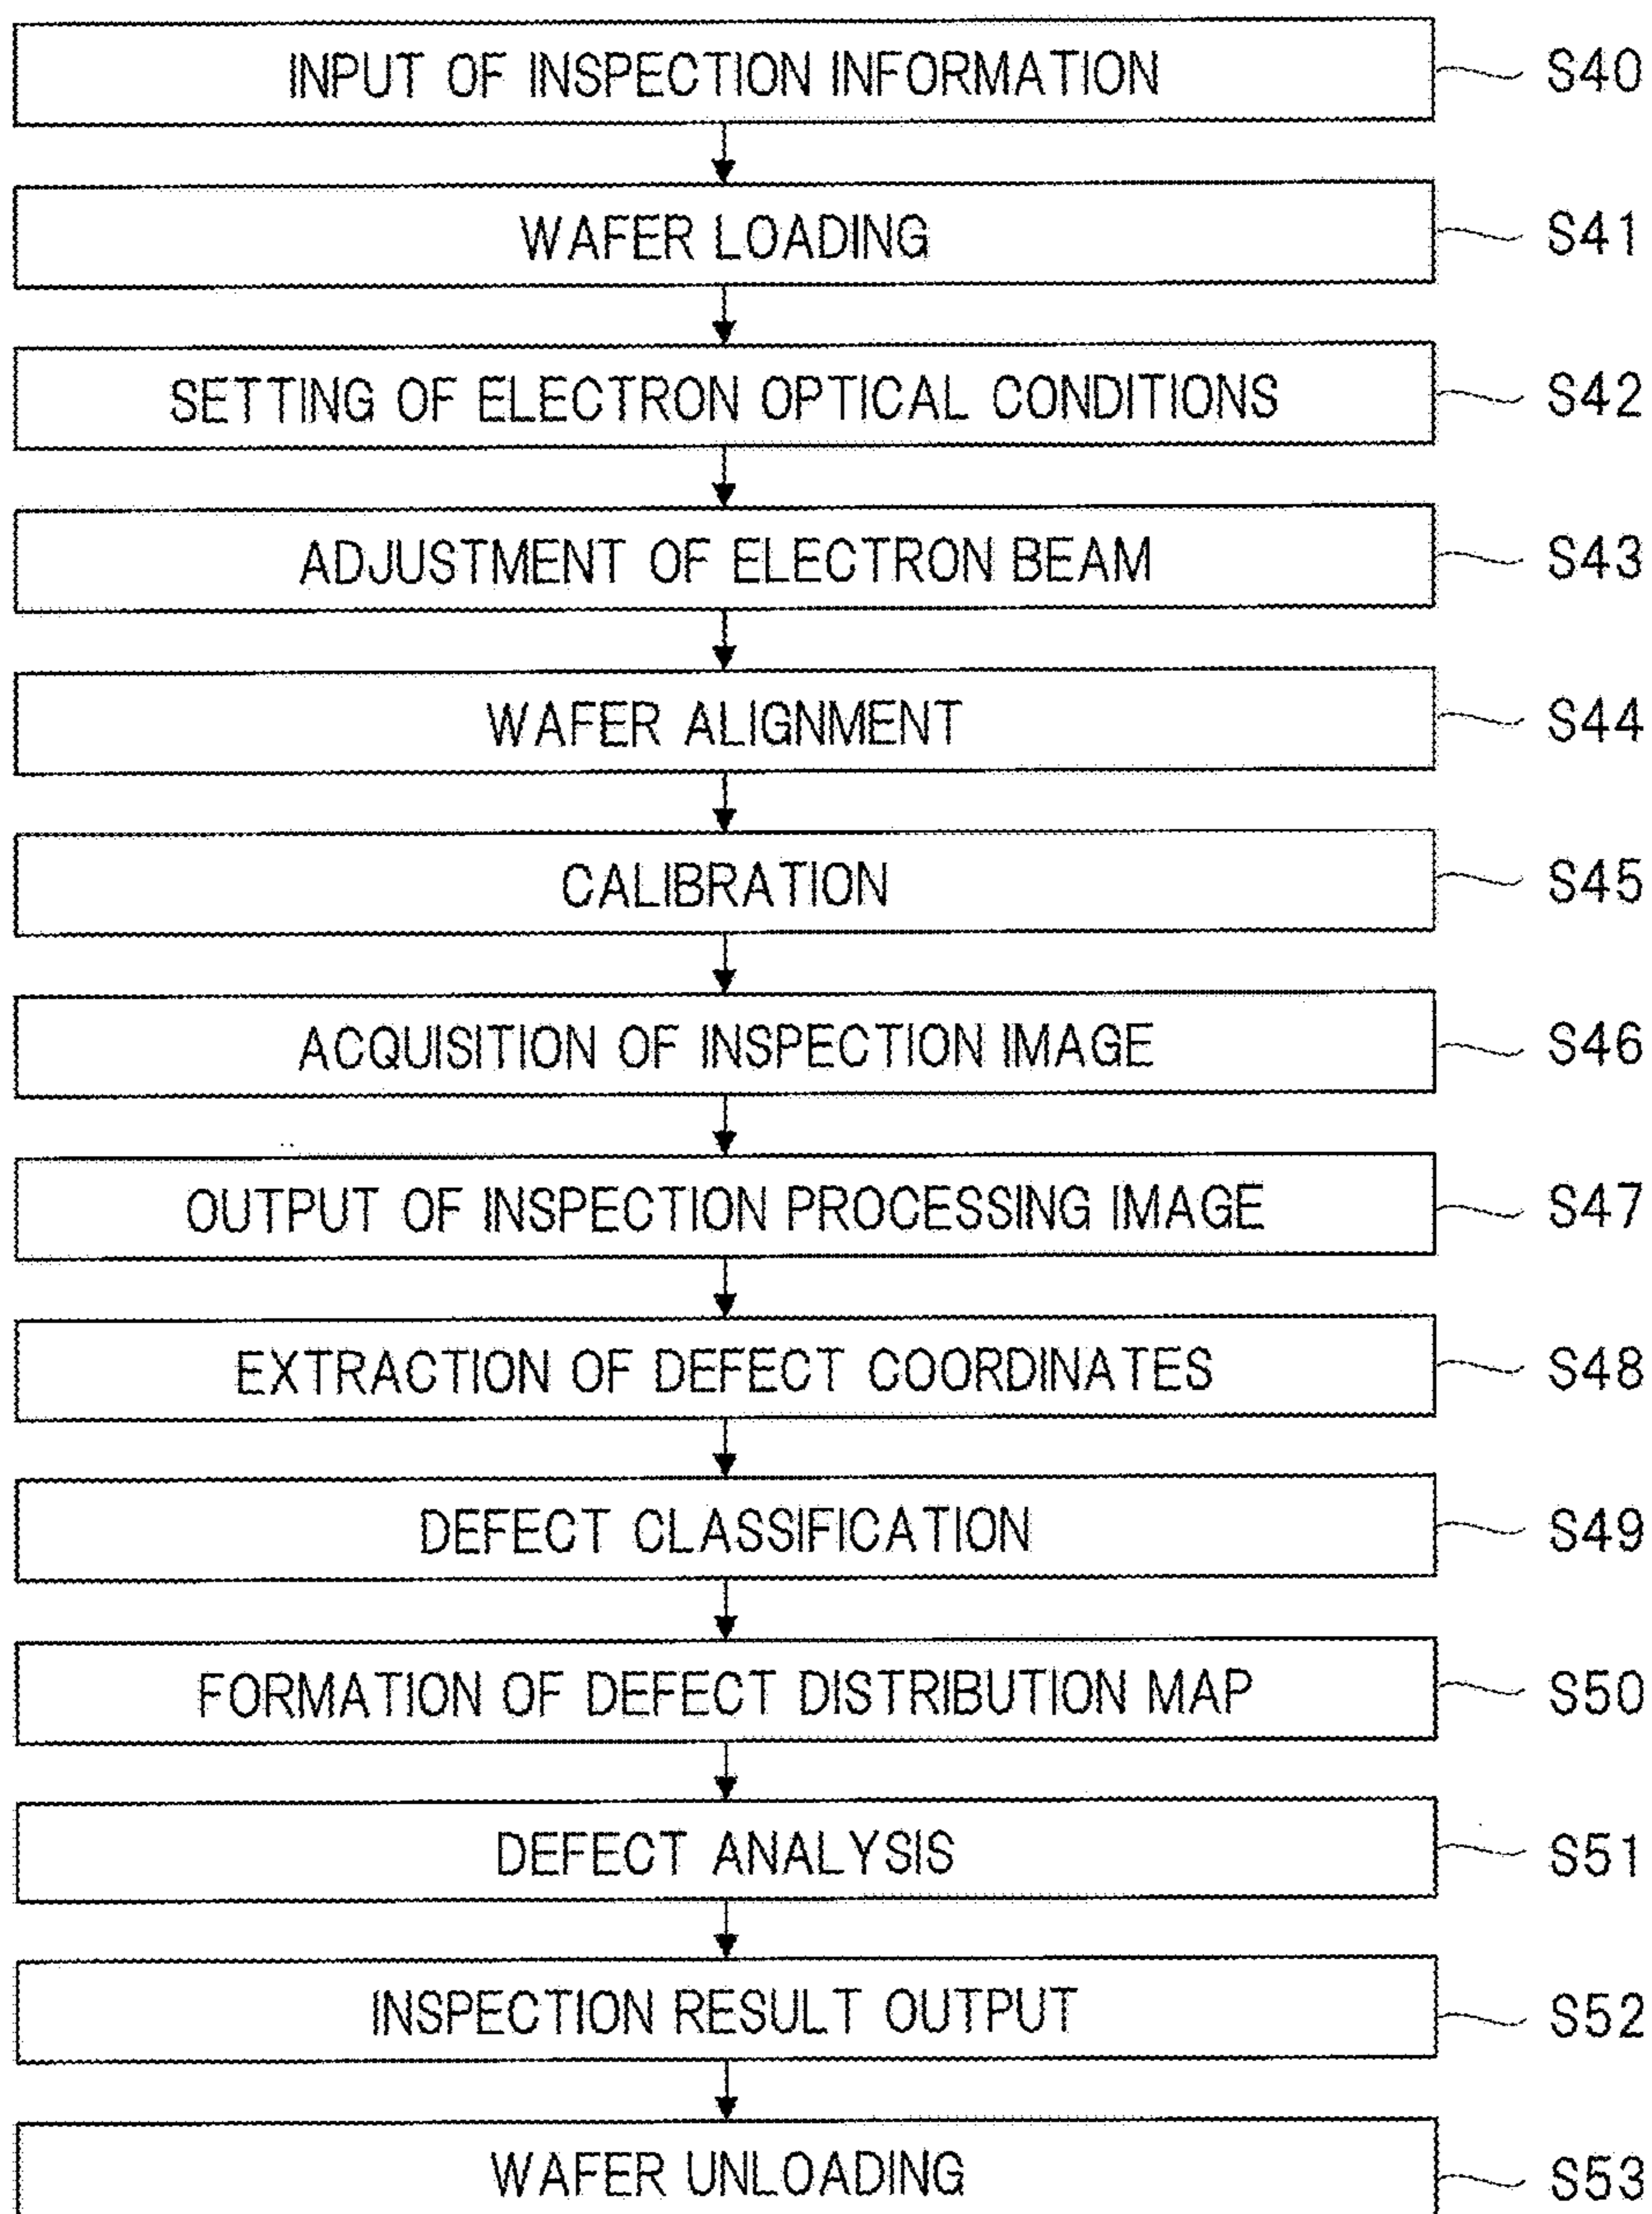 INPUT OF INSPECTION INFORMATION S40
WAFER LOADING S41
SETTING OF ELECTRON OPTICAL CONDITIONS S42
ADJUSTMENT OF ELECTRON BEAM S43
WAFER ALIGNMENT S44
CALIBRATION S45
ACQUISITION OF INSPECTION IMAGE S46
OUTPUT OF INSPECTION PROCESSING IMAGE S47
EXTRACTION OF DEFECT COORDINATES S48
DEFECT CLASSIFICATION S49
FORMATION OF DEFECT DISTRIBUTION MAP S50
DEFECT ANALYSIS S51
INSPECTION RESULT OUTPUT S52
WAFER UNLOADING S53